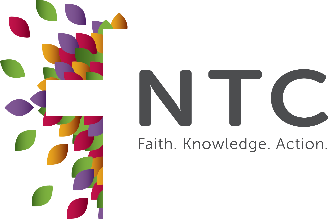 NTC
Faith. Knowledge. Action.